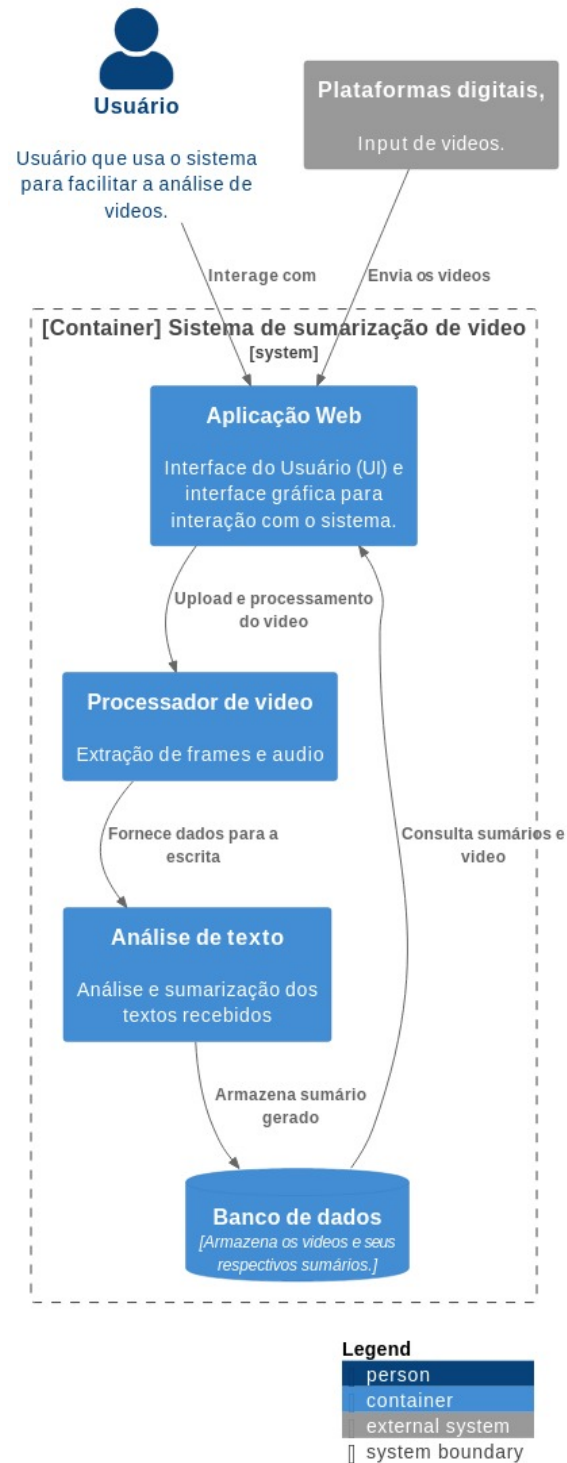 Usuário
Usuário que usa o sistema
para facilitar a análise de
videos.
Plataformas digitais,
Input de videos.
Interage com
Envia os videos
[Container] Sistema de sumarização de video
[system]
Aplicação Web
Interface do Usuário (UI) e
interface gráfica para
interação com o sistema.
Upload e processamento
do video
Processador de video
Extração de frames e audio
Fornece dados para a
escrita
Consulta sumários e
video
Análise de texto
Análise e sumarização dos
textos recebidos
Armazena sumário
gerado
Banco de dados
[Armazena os videos e seus
respectivos sumários.]
Legend
person
container
external system
system boundary